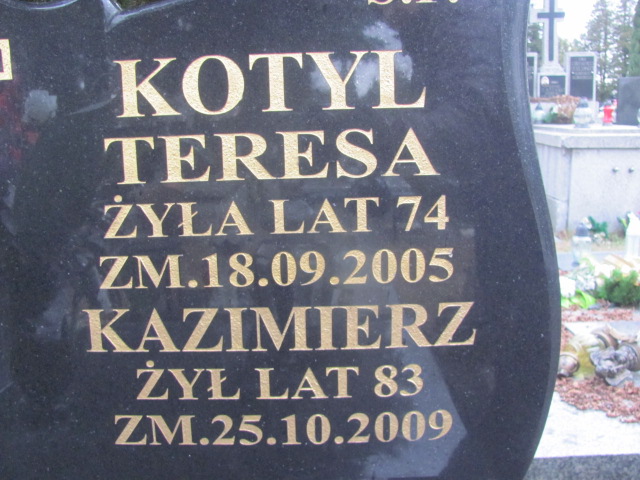 Ś.P.
KOTYL
TERESA
ŻYŁA LAT 74
ZM.18.09.2005
KAZIMIERZ
ŻYŁ LAT 83
ZM.25.10.2009